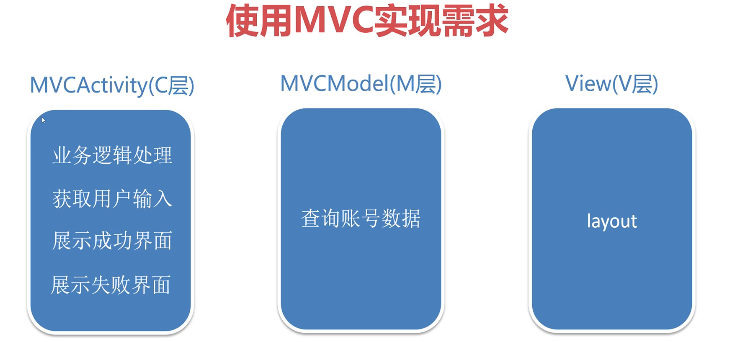 使用MVC实现需求
MVCActivity(C层)
业务逻辑处理
获取用户输入
展示成功界面
展示失败界面
MVCModel(M层)
查询账号数据
View(V层)
layout